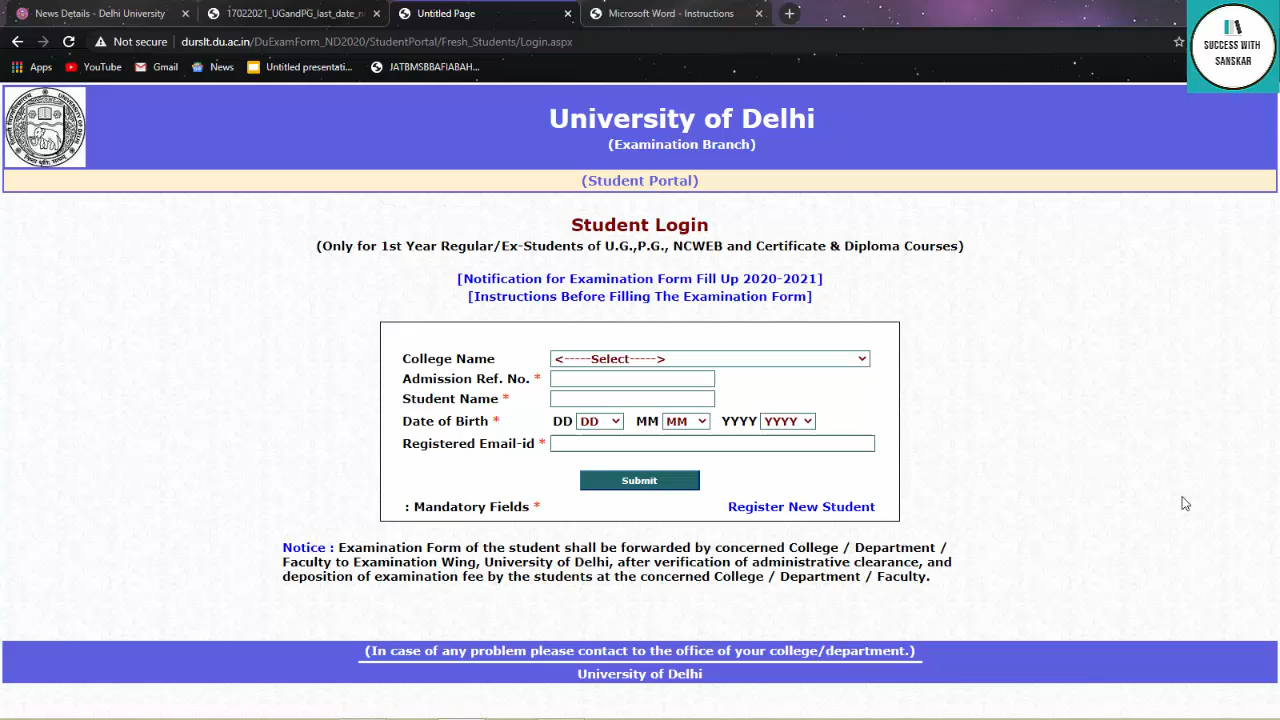 News Details - Delhi University
17022021_UGandPG_last_date_n
Untitled Page
Microsoft Word - Instructions
Not secure
durslt.du.ac.in/DuExamForm_ND2020/StudentPortal/Fresh_Students/Login.aspx
Apps
YouTube
Gmail
News
Untitled presentati...
JATBMSBBAFIABAH...
SUCCESS WITH
SANSKAR
University of Delhi
(Examination Branch)
(Student Portal)
Student Login
(Only for 1st Year Regular/Ex-Students of U.G.,P.G., NCWEB and Certificate & Diploma Courses)
[Notification for Examination Form Fill Up 2020-2021]
[Instructions Before Filling The Examination Form]
College Name <-----Select----->
Admission Ref. No. *
Student Name *
Date of Birth * DD DD MM MM YYYY YYYY
Registered Email-id *
Submit
: Mandatory Fields * Register New Student
Notice : Examination Form of the student shall be forwarded by concerned College / Department /
Faculty to Examination Wing, University of Delhi, after verification of administrative clearance, and
deposition of examination fee by the students at the concerned College / Department / Faculty.
(In case of any problem please contact to the office of your college/department.)
University of Delhi